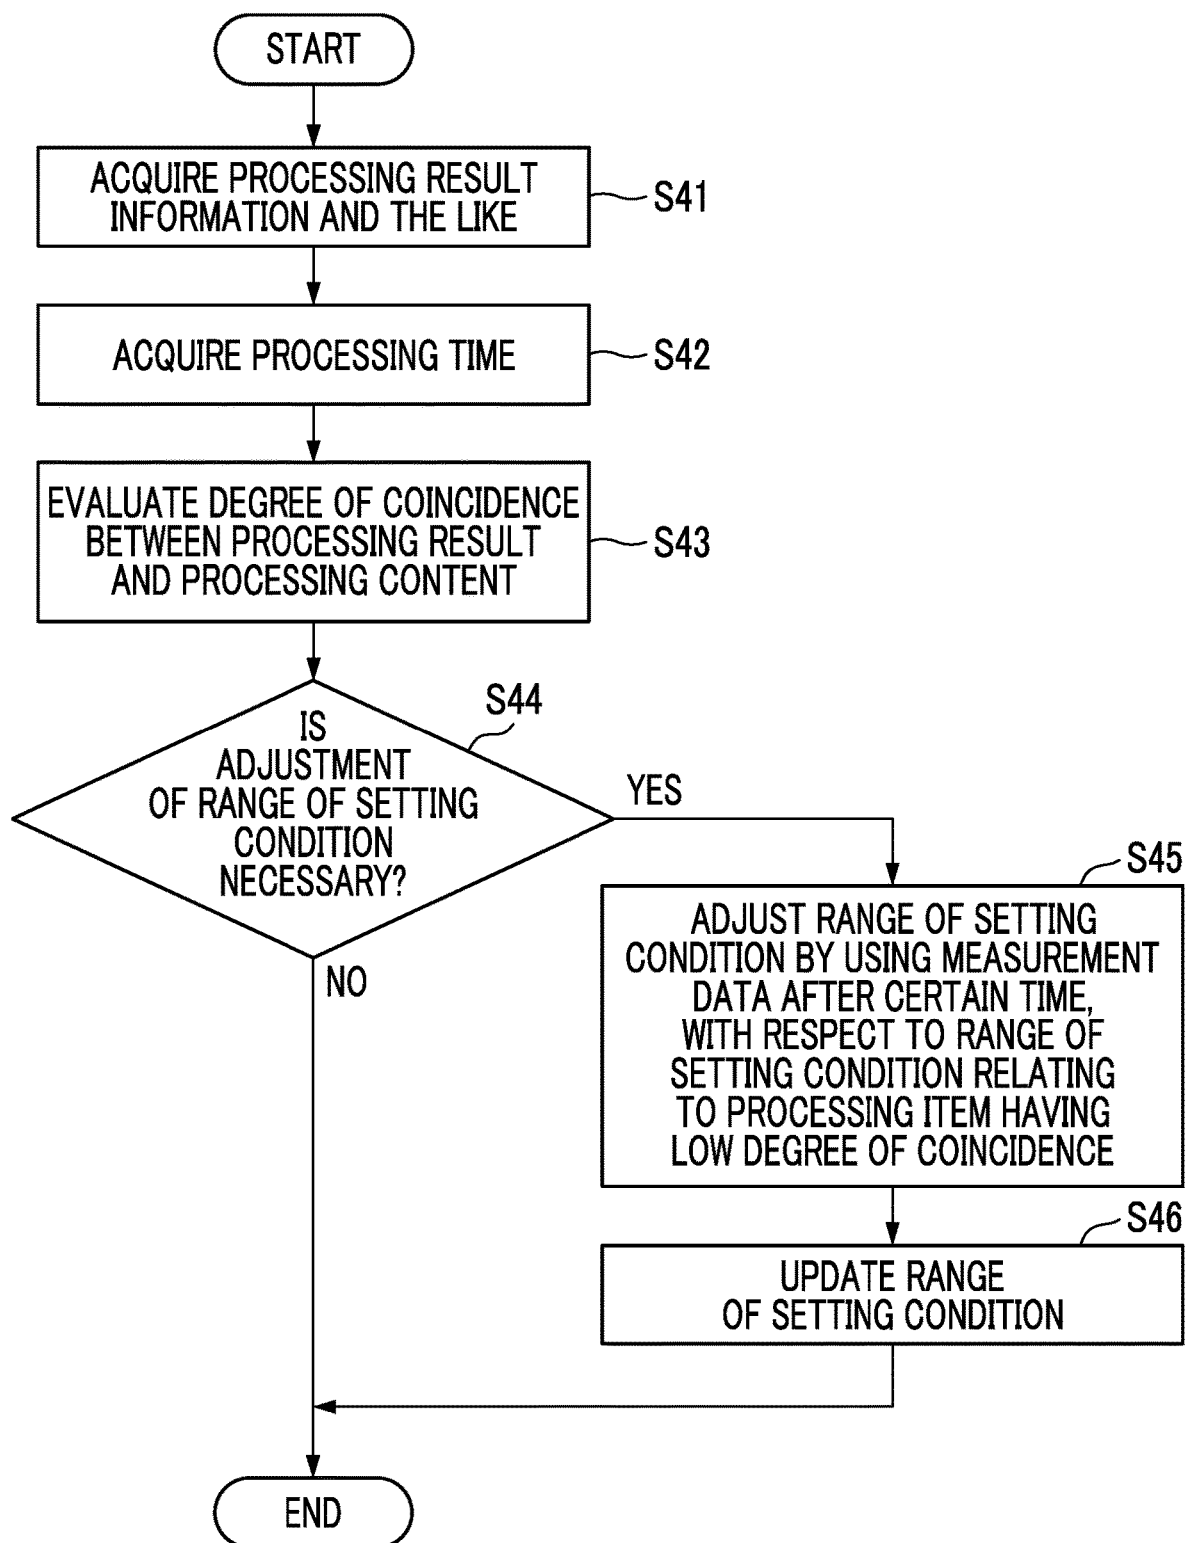 START
ACQUIRE PROCESSING RESULT
INFORMATION AND THE LIKE
S41
ACQUIRE PROCESSING TIME
S42
EVALUATE DEGREE OF COINCIDENCE
BETWEEN PROCESSING RESULT
AND PROCESSING CONTENT
S43
S44
IS
ADJUSTMENT
OF RANGE OF SETTING
CONDITION
NECESSARY?
YES
NO
S45
ADJUST RANGE OF SETTING
CONDITION BY USING MEASUREMENT
DATA AFTER CERTAIN TIME,
WITH RESPECT TO RANGE OF
SETTING CONDITION RELATING
TO PROCESSING ITEM HAVING
LOW DEGREE OF COINCIDENCE
S46
UPDATE RANGE
OF SETTING CONDITION
END